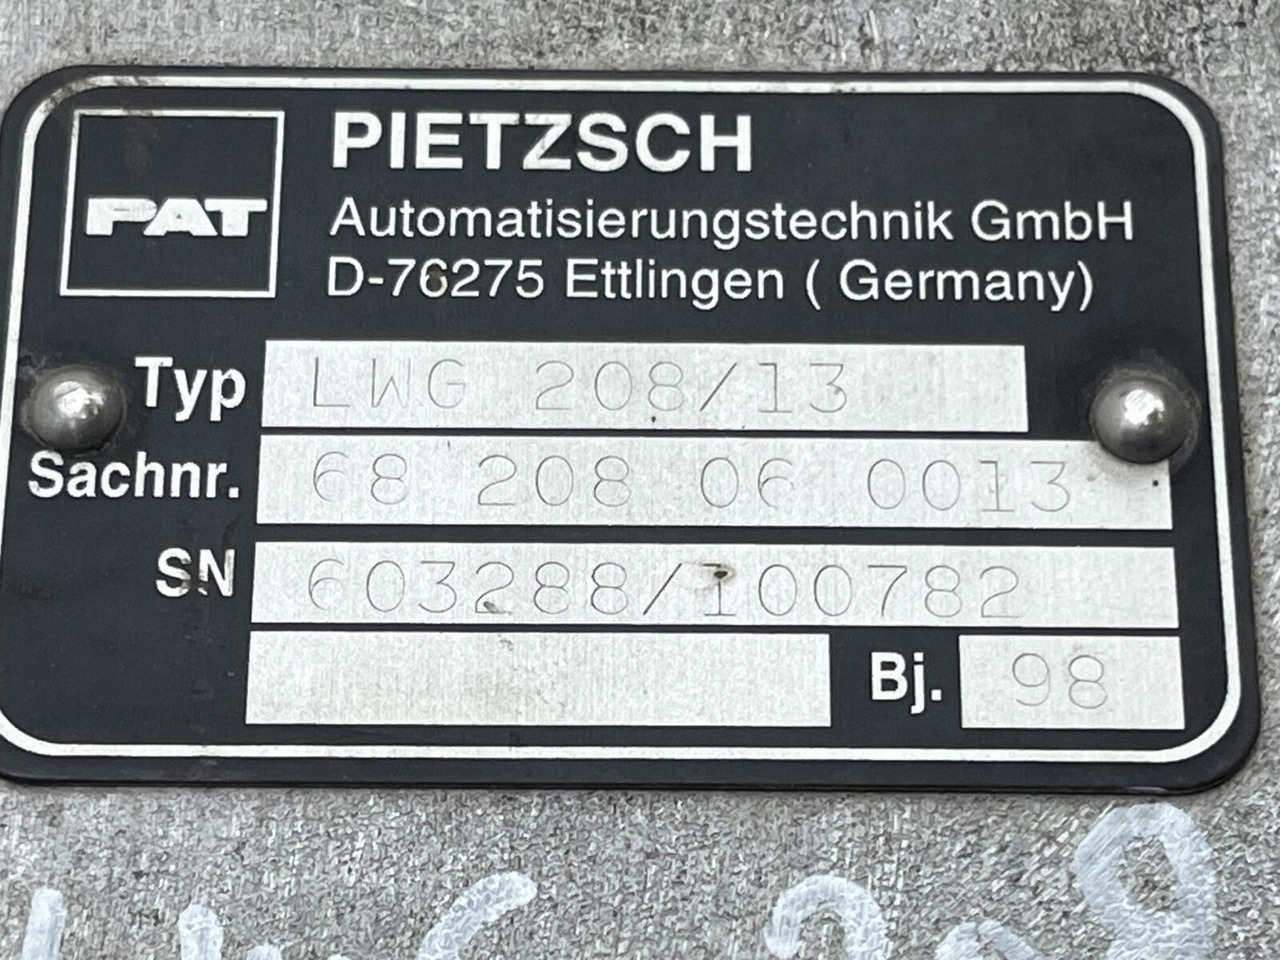 PAT
PIETZSCH
Automatisierungstechnik GmbH
D-76275 Ettlingen ( Germany)
Typ LWG 208/13
Sachnr. 68 208 06 0013
SN 603288/100782
Bj. 98